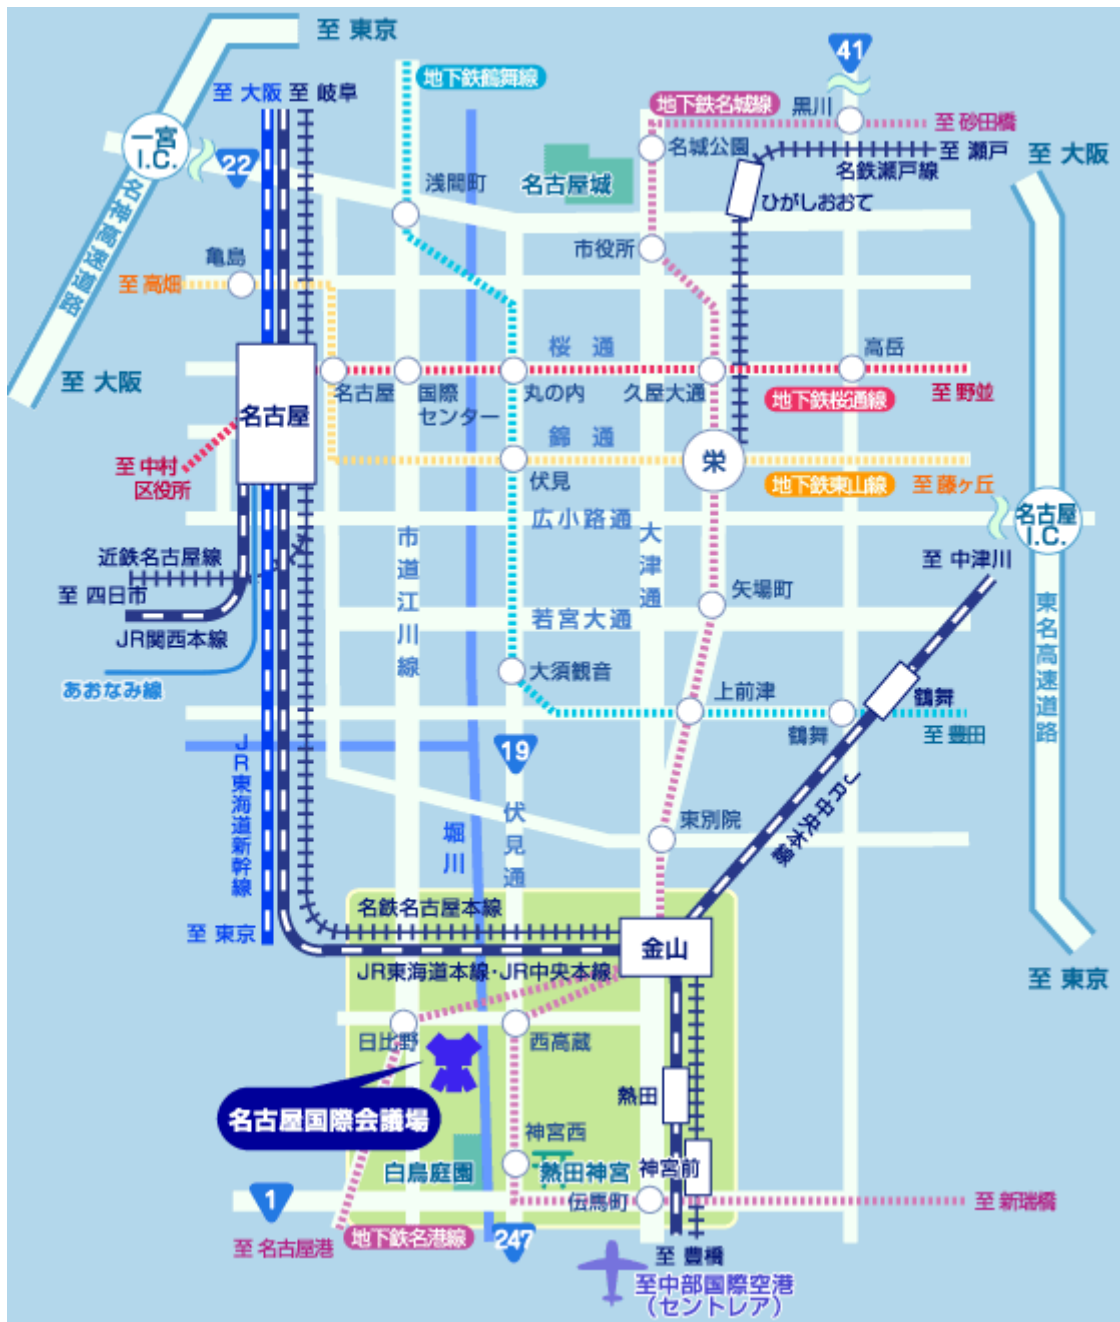 至 東京
41
地下鉄鶴舞線
至 大阪
至 岐阜
地下鉄名城線
黒川
至 砂田橋
一宮
I.C.
22
名城公園
至 瀬戸
名鉄瀬戸線
至 大阪
浅間町
名古屋城
ひがしおおて
名神高速道路
亀島
市役所
至 高畑
桜 通
高岳
至 大阪
名古屋
国際
センター
丸の内
久屋大通
地下鉄桜通線
至 野並
名古屋
錦 通
栄
至 中村
区役所
伏見
地下鉄東山線
至 藤ヶ丘
広小路通
名古屋
I.C.
市道江川線
大津通
近鉄名古屋線
至 中津川
至 四日市
矢場町
JR関西本線
若宮大通
東名高速道路
あおなみ線
大須観音
上前津
鶴舞
鶴舞
至 豊田
19
JR東海道新幹線
JR中央本線
堀川
伏見通
東別院
名鉄名古屋本線
至 東京
金山
JR東海道本線・JR中央本線
至 東京
日比野
西高蔵
熱田
名古屋国際会議場
神宮西
白鳥庭園
熱田神宮
神宮前
1
伝馬町
至 新瑞橋
至 名古屋港
地下鉄名港線
247
至 豊橋
至中部国際空港
(セントレア)